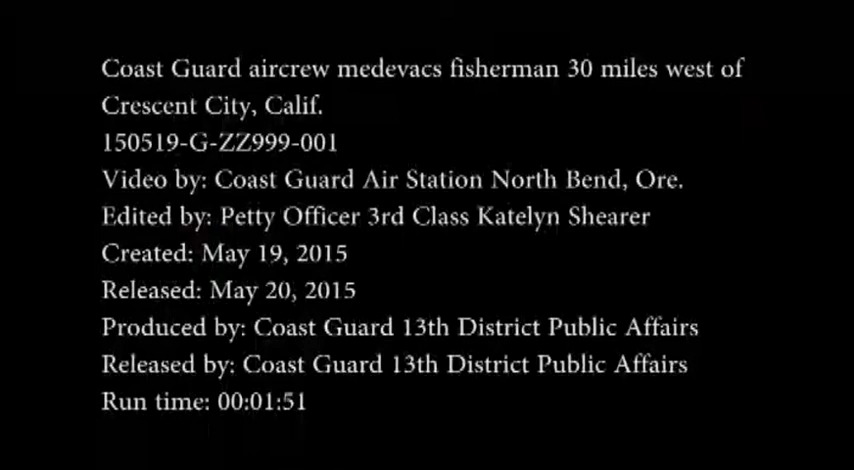 Coast Guard aircrew medevacs fisherman 30 miles west of
Crescent City, Calif.
150519-G-ZZ999-001
Video by: Coast Guard Air Station North Bend, Ore.
Edited by: Petty Officer 3rd Class Katelyn Shearer
Created: May 19, 2015
Released: May 20, 2015
Produced by: Coast Guard 13th District Public Affairs
Released by: Coast Guard 13th District Public Affairs
Run time: 00:01:51